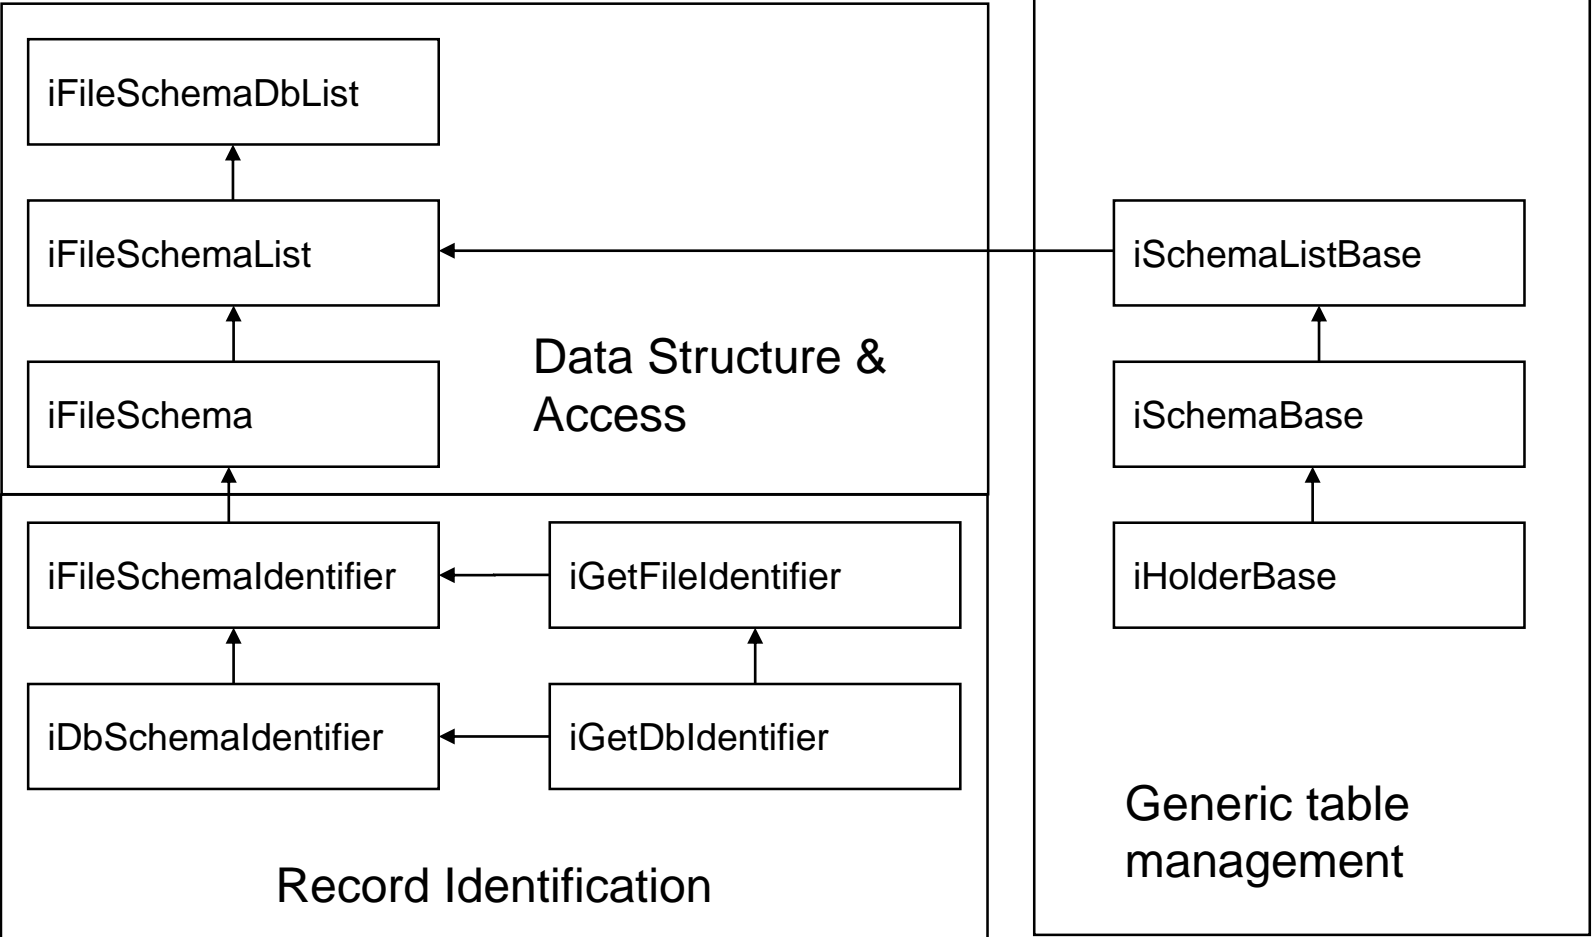 iFileSchemaDbList
iFileSchemaList
iFileSchema
Data Structure &
Access
iFileSchemaIdentifier
iGetFileIdentifier
iDbSchemaIdentifier
iGetDbIdentifier
Record Identification
iSchemaListBase
iSchemaBase
iHolderBase
Generic table
management